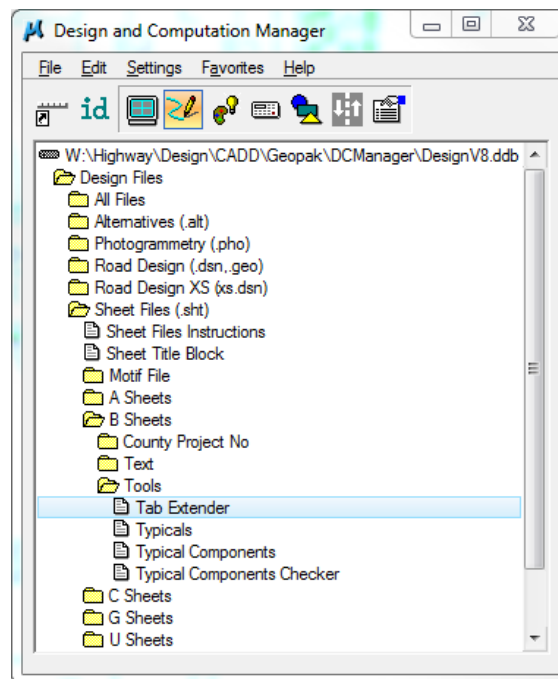 Design and Computation Manager
File Edit Settings Favorites Help
id
W:\Highway\Design\CADD\Geopak\DCManager\DesignV8.ddb
Design Files
All Files
Alternatives (.alt)
Photogrammetry (.pho)
Road Design (.dsn,.geo)
Road Design XS (xs.dsn)
Sheet Files (.sht)
Sheet Files Instructions
Sheet Title Block
Motif File
A Sheets
B Sheets
County Project No
Text
Tools
Tab Extender
Typicals
Typical Components
Typical Components Checker
C Sheets
G Sheets
U Sheets